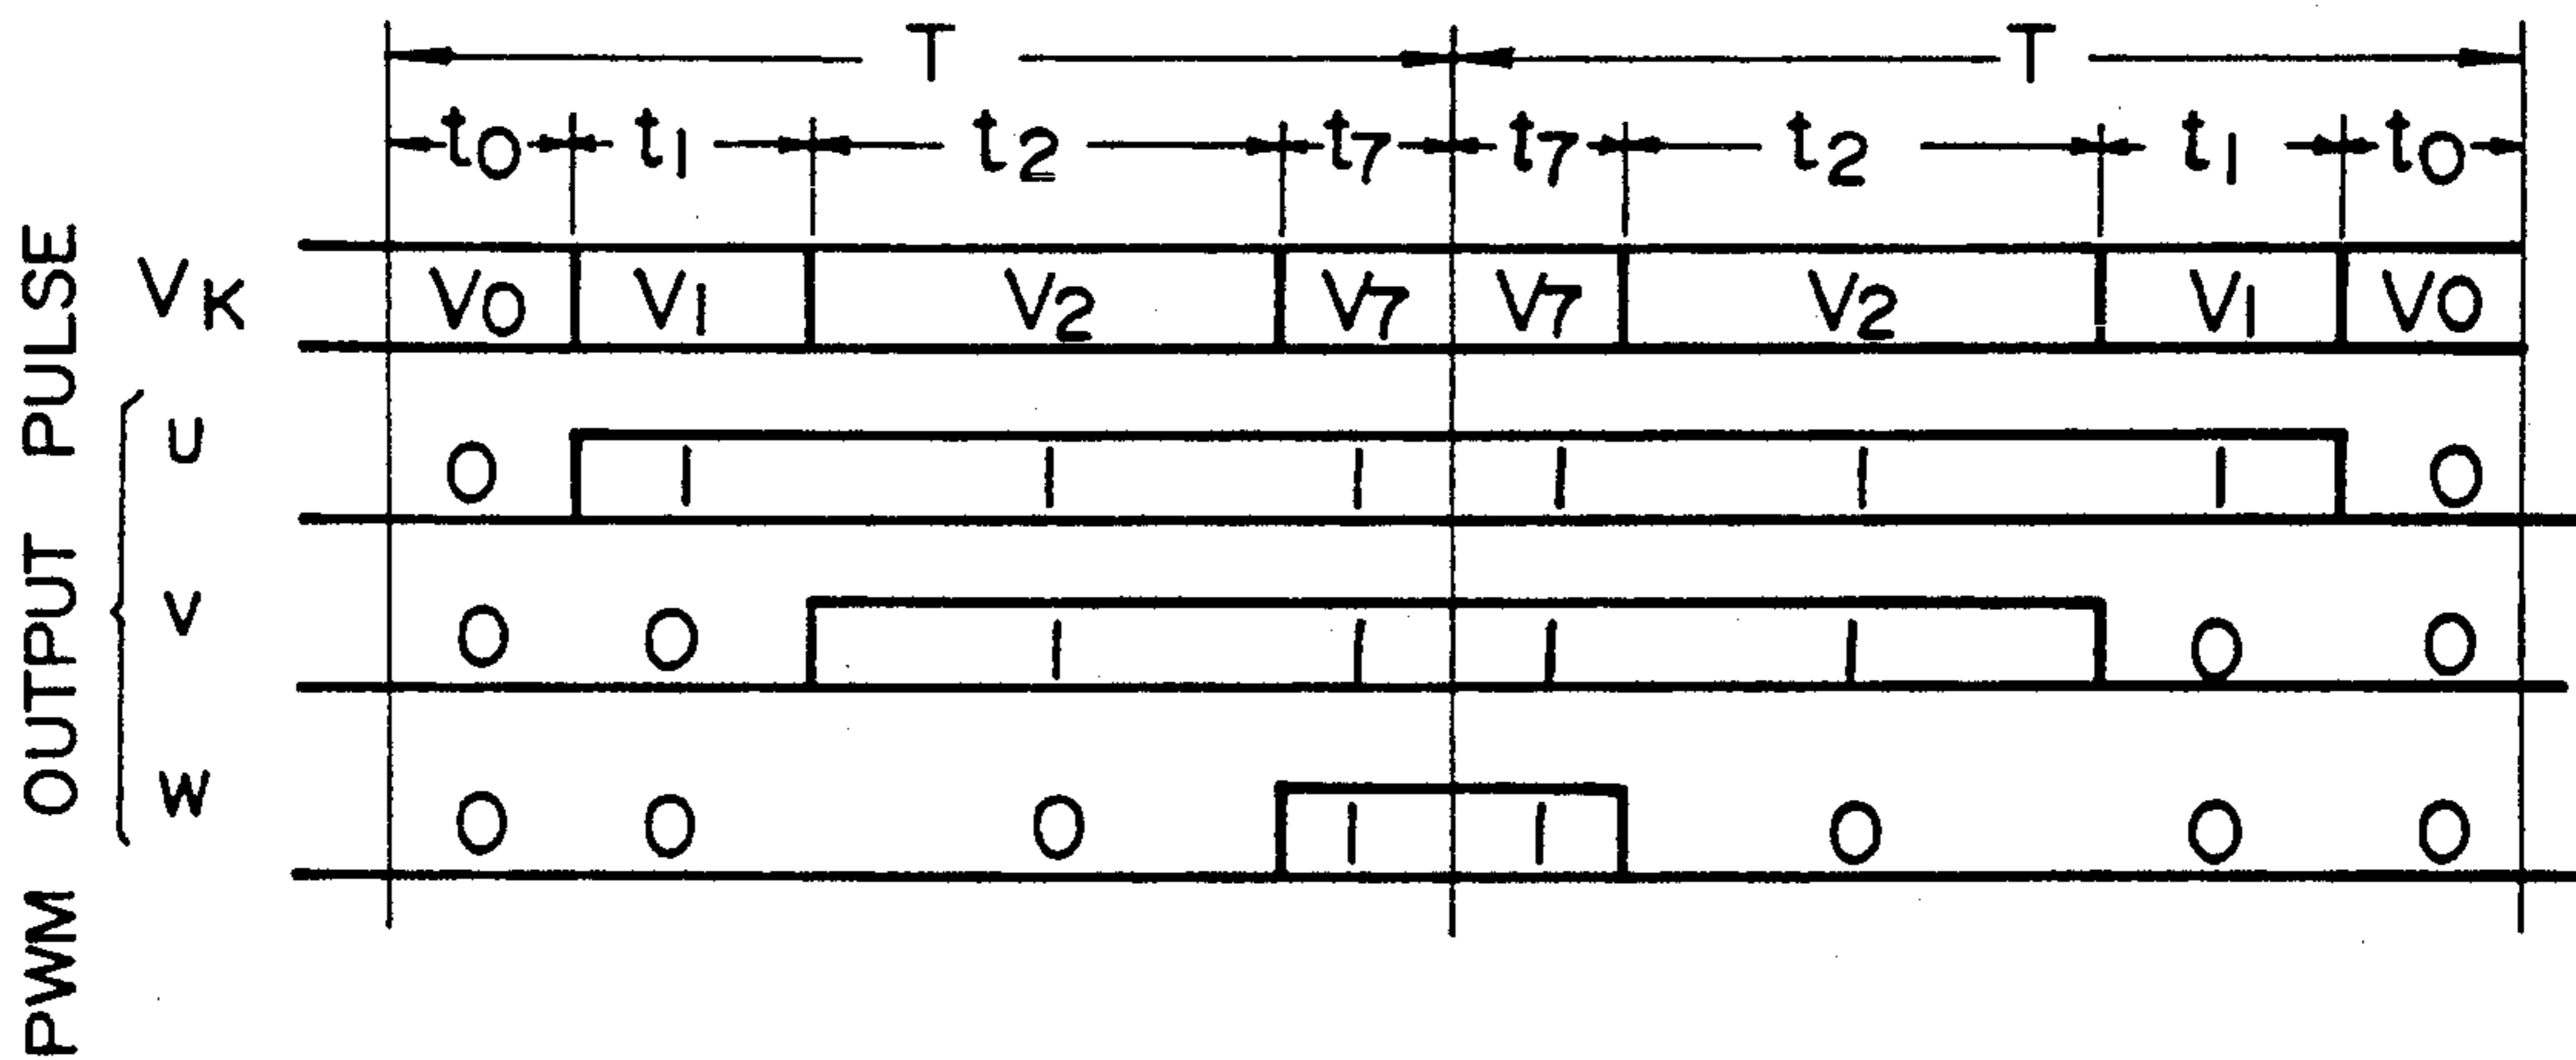 T T
t0 t1 t2 t7 t7 t2 t1 t0
VK V0 V1 V2 V7 V7 V2 V1 V0
U 0 1 1 1 1 1 1 0
V 0 0 1 1 1 1 0 0
W 0 0 0 1 1 0 0 0
PWM OUTPUT PULSE